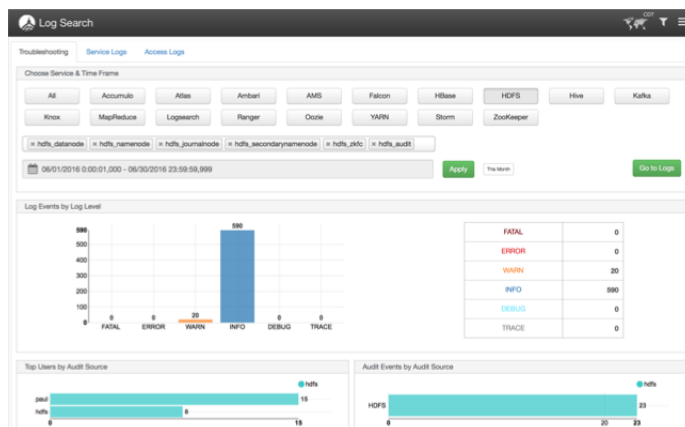 Log Search
CDT
Troubleshooting Service Logs Access Logs
Choose Service & Time Frame
All Accumulo Atlas Ambari AMS Falcon HBase HDFS Hive Kafka
Knox MapReduce Logsearch Ranger Oozie YARN Storm ZooKeeper
× hdfs_datanode × hdfs_namenode × hdfs_journalnode × hdfs_secondarynamenode × hdfs_zkfc × hdfs_audit
06/01/2016 0:00:01,000 - 06/30/2016 23:59:59,999 Apply This Month Go to Logs
Log Events by Log Level
590
500
400
300
200
100
0
0 0 20 590 0 0
FATAL ERROR WARN INFO DEBUG TRACE
FATAL 0
ERROR 0
WARN 20
INFO 590
DEBUG 0
TRACE 0
Top Users by Audit Source
hdfs
paul 15
hdfs 8
0 15
Audit Events by Audit Source
hdfs
HDFS 23
0 20 23